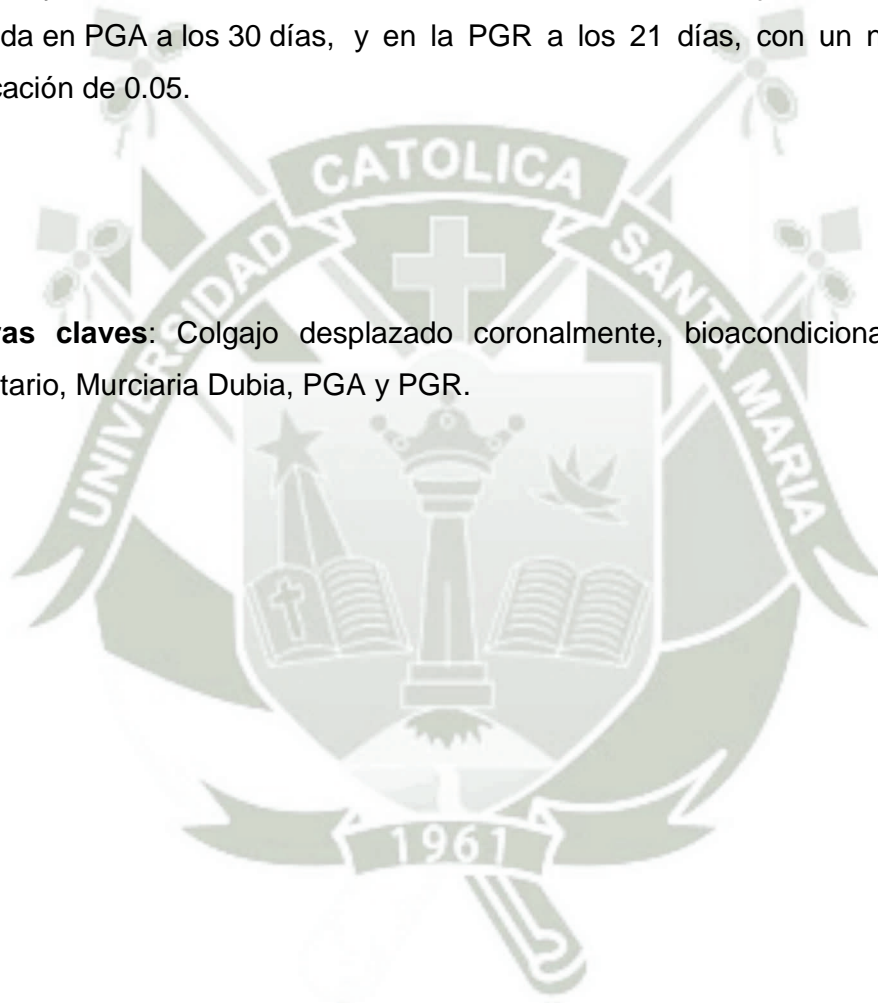 da en PGA a los 30 días, y en la PGR a los 21 días, con un n
cación de 0.05.
CATOLICA
UNIVERSIDAD
SANTA MARIA
vas claves: Colgajo desplazado coronalmente, bioacondiciona
tario, Murciaria Dubia, PGA y PGR.
1961